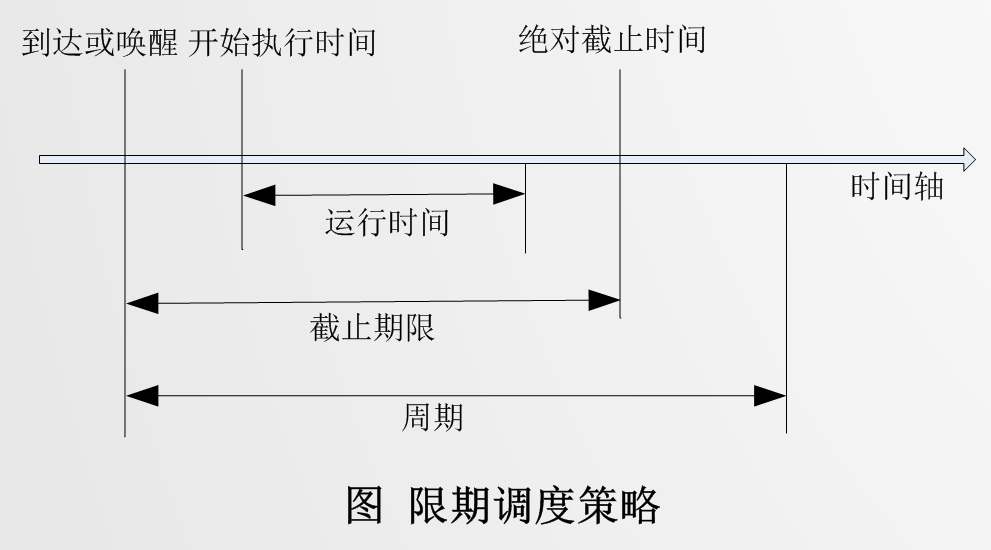 到达或唤醒 开始执行时间 绝对截止时间
时间轴
运行时间
截止期限
周期
图 限期调度策略